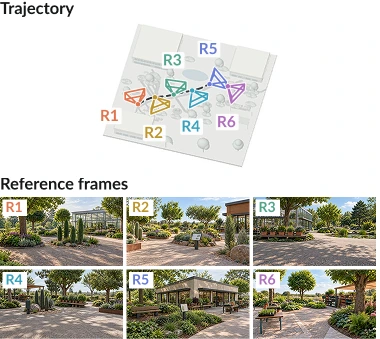 Trajectory
R5
R3
R1
R2
R4
R6
Reference frames
R1 R2 R3
R4 R5 R6